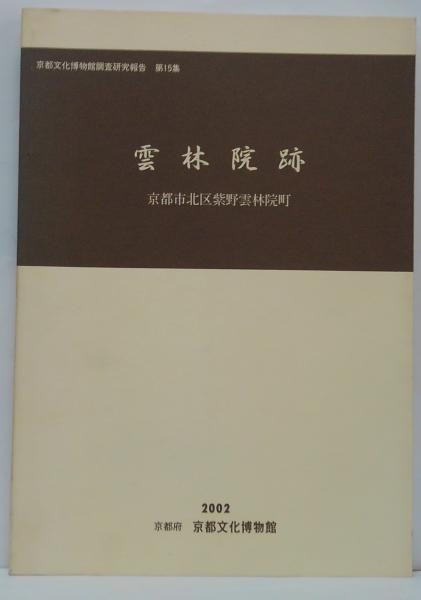 京都文化博物館調査研究報告 第15集
雲林院跡
京都市北区紫野雲林院町
2002
京都府 京都文化博物館